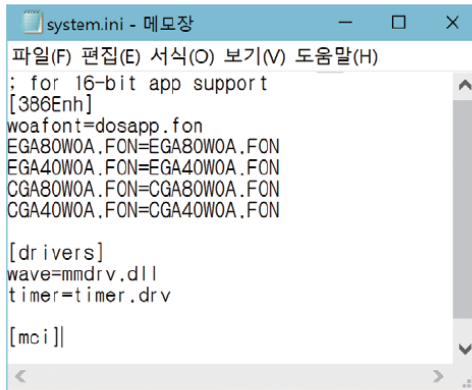 system.ini - 메모장
파일(F) 편집(E) 서식(O) 보기(V) 도움말(H)
; for 16-bit app support
[386Enh]
woafont=dosapp.fon
EGA80WOA.FON=EGA80WOA.FON
EGA40WOA.FON=EGA40WOA.FON
CGA80WOA.FON=CGA80WOA.FON
CGA40WOA.FON=CGA40WOA.FON

[drivers]
wave=mmdrv.dll
timer=timer.drv

[mci]